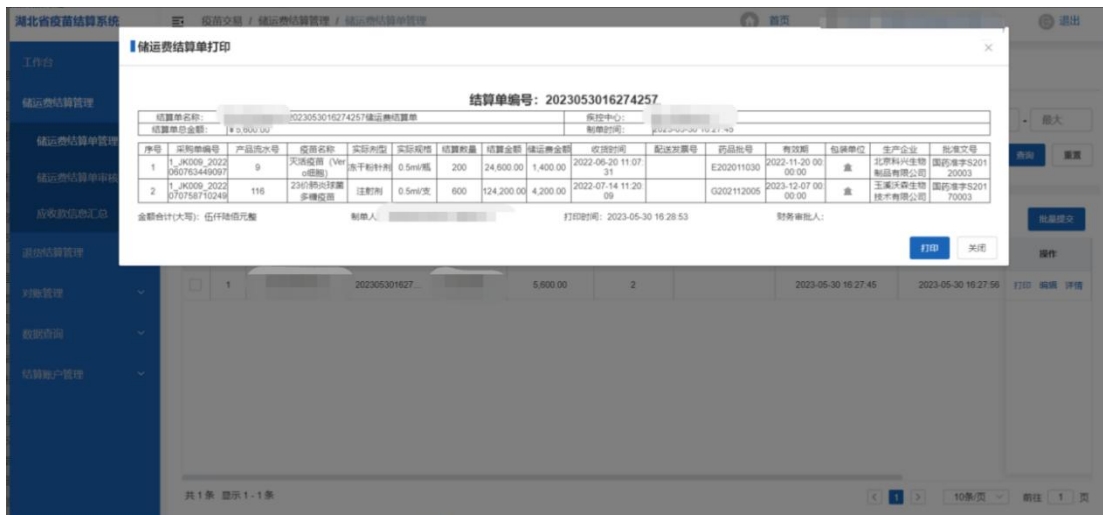 湖北省疫苗结算系统
疫苗交易 / 储运费结算管理 / 储运费结算单管理
首页
退出
工作台
储运费结算管理
储运费结算单管理
储运费结算单审核
应收款信息汇总
退货结算管理
对账管理
数据查询
结算账户管理
储运费结算单打印
×
结算单编号：2023053016274257
结算单名称： 2023053016274257储运费结算单 疾控中心：
结算单总金额： ￥5,600.00 制单时间： 2023-05-30 16:27:45
序号 采购单编号 产品流水号 疫苗名称 实际剂型 实际规格 结算数量 结算金额 储运费金额 收货时间 配送发票号 药品批号 有效期 包装单位 生产企业 批准文号
1 1_JK009_2022060763449097 9 灭活疫苗（Vero细胞） 冻干粉针剂 0.5ml/瓶 200 24,600.00 1,400.00 2022-06-20 11:07:31 E202011030 2022-11-20 00:00:00 盒 北京科兴生物制品有限公司 国药准字S20120003
2 1_JK009_2022070758710249 116 23价肺炎球菌多糖疫苗 注射剂 0.5ml/支 600 124,200.00 4,200.00 2022-07-14 11:20:09 G202112005 2023-12-07 00:00:00 盒 玉溪沃森生物技术有限公司 国药准字S20170003
金额合计(大写)：伍仟陆佰元整 制单人 打印时间：2023-05-30 16:28:53 财务审批人：
打印 关闭
- 最大
查询 重置
批量提交
操作
1 202305301627... 5,600.00 2 2023-05-30 16:27:45 2023-05-30 16:27:56 打印 编辑 详情
共 1 条 显示 1 - 1 条
< 1 > 10条/页 前往 1 页